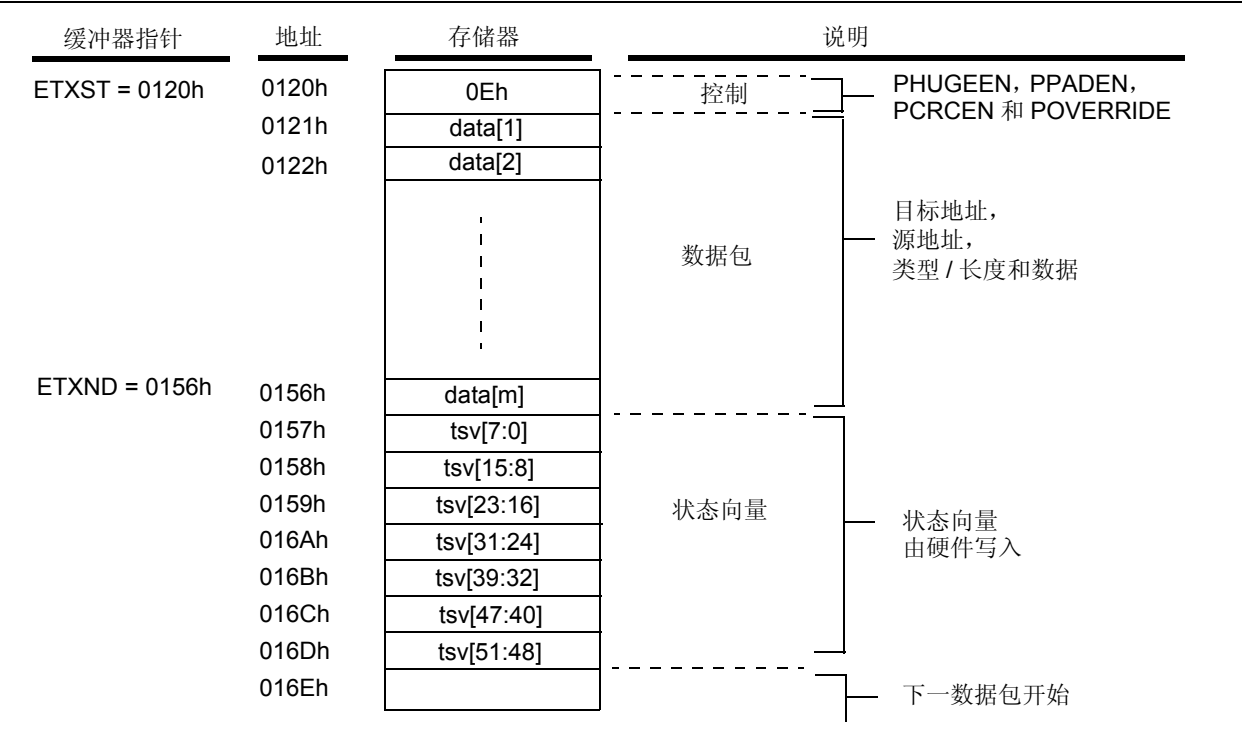 缓冲器指针 地址 存储器 说明
ETXST = 0120h 0120h 0Eh 控制 PHUGEEN，PPADEN，
PCRCEN 和 POVERRIDE
0121h data[1]
0122h data[2]
数据包 目标地址，
源地址，
类型 / 长度和数据
ETXND = 0156h 0156h data[m]
0157h tsv[7:0]
0158h tsv[15:8]
0159h tsv[23:16] 状态向量 状态向量
由硬件写入
016Ah tsv[31:24]
016Bh tsv[39:32]
016Ch tsv[47:40]
016Dh tsv[51:48]
016Eh 下一数据包开始